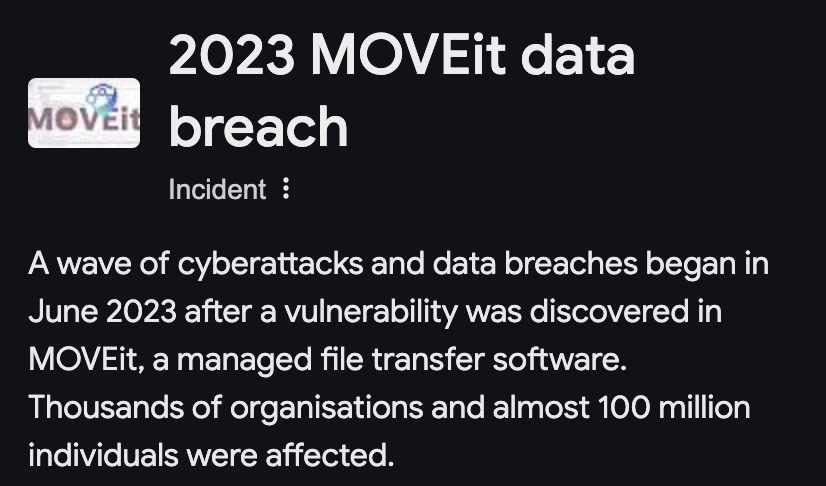 2023 MOVEit data
breach
MOVEit
Incident
A wave of cyberattacks and data breaches began in
June 2023 after a vulnerability was discovered in
MOVEit, a managed file transfer software.
Thousands of organisations and almost 100 million
individuals were affected.